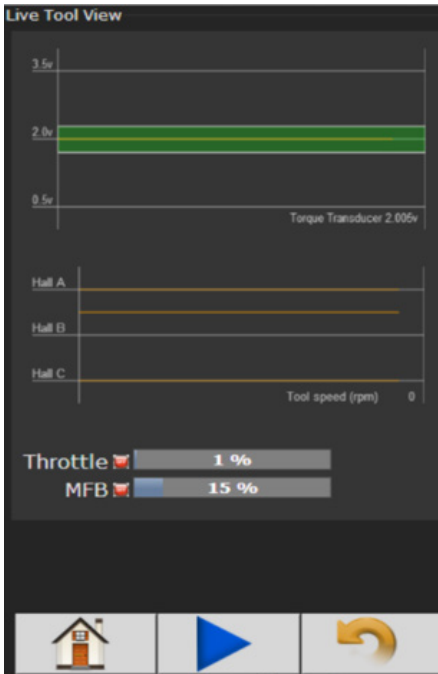 Live Tool View
3.5v
2.0v
0.5v
Torque Transducer 2.005v
Hall A
Hall B
Hall C
Tool speed (rpm) 0
Throttle 1 %
MFB 15 %